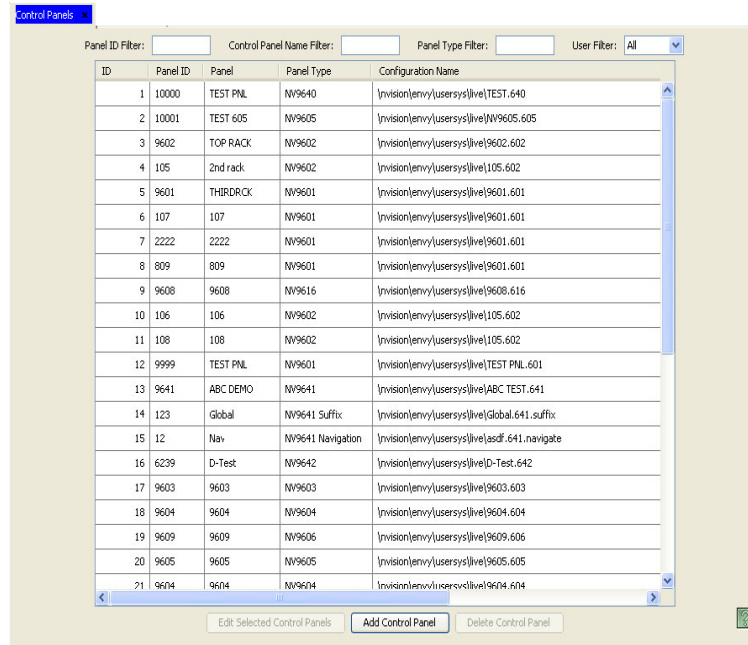 Control Panels ×
Panel ID Filter: Control Panel Name Filter: Panel Type Filter: User Filter: All
ID Panel ID Panel Panel Type Configuration Name
1 10000 TEST PNL NV9640 \nvision\envy\usersys\live\TEST.640
2 10001 TEST 605 NV9605 \nvision\envy\usersys\live\NV9605.605
3 9602 TOP RACK NV9602 \nvision\envy\usersys\live\9602.602
4 105 2nd rack NV9602 \nvision\envy\usersys\live\105.602
5 9601 THIRDRCK NV9601 \nvision\envy\usersys\live\9601.601
6 107 107 NV9601 \nvision\envy\usersys\live\9601.601
7 2222 2222 NV9601 \nvision\envy\usersys\live\9601.601
8 809 809 NV9601 \nvision\envy\usersys\live\9601.601
9 9608 9608 NV9616 \nvision\envy\usersys\live\9608.616
10 106 106 NV9602 \nvision\envy\usersys\live\105.602
11 108 108 NV9602 \nvision\envy\usersys\live\105.602
12 9999 TEST PNL NV9601 \nvision\envy\usersys\live\TEST PNL.601
13 9641 ABC DEMO NV9641 \nvision\envy\usersys\live\ABC TEST.641
14 123 Global NV9641 Suffix \nvision\envy\usersys\live\Global.641.suffix
15 12 Nav NV9641 Navigation \nvision\envy\usersys\live\asdf.641.navigate
16 6239 D-Test NV9642 \nvision\envy\usersys\live\D-Test.642
17 9603 9603 NV9603 \nvision\envy\usersys\live\9603.603
18 9604 9604 NV9604 \nvision\envy\usersys\live\9604.604
19 9609 9609 NV9606 \nvision\envy\usersys\live\9609.606
20 9605 9605 NV9605 \nvision\envy\usersys\live\9605.605
21 9604 9604 NV9604 \nvision\envy\usersys\live\9604.604
Edit Selected Control Panels Add Control Panel Delete Control Panel
?